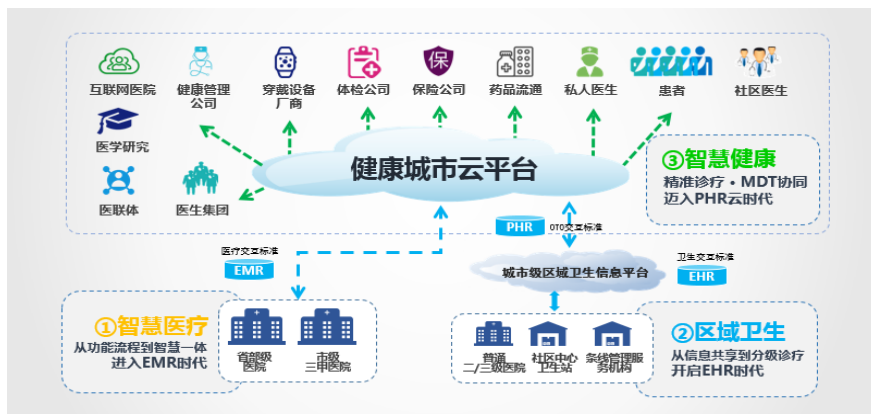 互联网医院
健康管理
公司
穿戴设备
厂商
体检公司
保
保险公司
药品流通
私人医生
患者
社区医生
医学研究
医联体
医生集团
健康城市云平台
③智慧健康
精准诊疗·MDT协同
迈入PHR云时代
PHR
OTO交互标准
医疗交互标准
EMR
城市级区域卫生信息平台
卫生交互标准
EHR
①智慧医疗
从功能流程到智慧一体
进入EMR时代
省部级
医院
市级
三甲医院
普通
二/三级医院
社区中心
卫生站
条线管理服
务机构
②区域卫生
从信息共享到分级诊疗
开启EHR时代